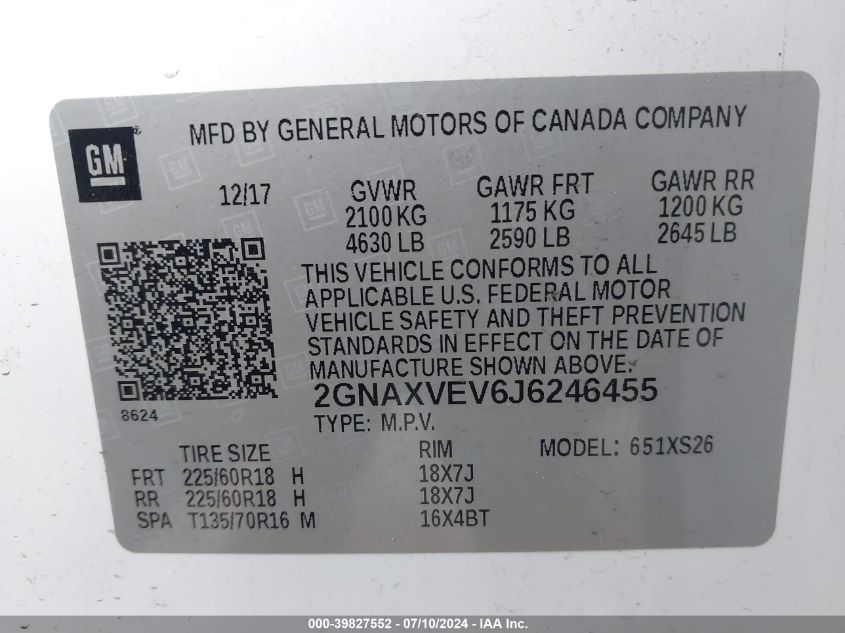 GM
MFD BY GENERAL MOTORS OF CANADA COMPANY
12/17 GVWR GAWR FRT GAWR RR
2100 KG 1175 KG 1200 KG
4630 LB 2590 LB 2645 LB
THIS VEHICLE CONFORMS TO ALL
APPLICABLE U.S. FEDERAL MOTOR
VEHICLE SAFETY AND THEFT PREVENTION
STANDARDS IN EFFECT ON THE DATE OF
MANUFACTURE SHOWN ABOVE.
8624
2GNAXVEV6J6246455
TYPE: M.P.V.
TIRE SIZE RIM MODEL: 651XS26
FRT 225/60R18 H 18X7J
RR 225/60R18 H 18X7J
SPA T135/70R16 M 16X4BT
000-39827552 - 07/10/2024 - IAA Inc.